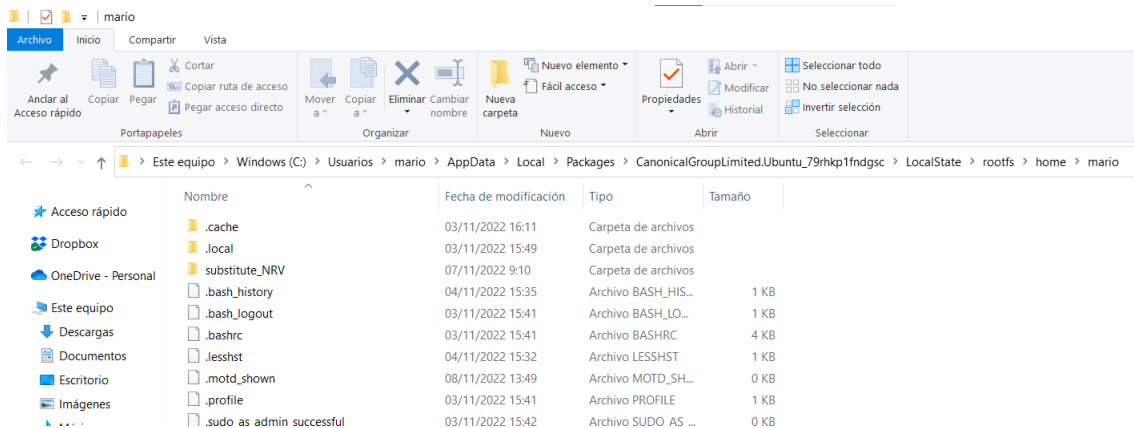 mario
Archivo Inicio Compartir Vista
Anclar al Acceso rápido
Copiar
Pegar
Cortar
Copiar ruta de acceso
Pegar acceso directo
Portapapeles
Mover a
Copiar a
Eliminar
Cambiar nombre
Organizar
Nueva carpeta
Nuevo elemento
Fácil acceso
Nuevo
Propiedades
Abrir
Modificar
Historial
Abrir
Seleccionar todo
No seleccionar nada
Invertir selección
Seleccionar
Este equipo > Windows (C:) > Usuarios > mario > AppData > Local > Packages > CanonicalGroupLimited.Ubuntu_79rhkp1fndgsc > LocalState > rootfs > home > mario
Acceso rápido
Dropbox
OneDrive - Personal
Este equipo
Descargas
Documentos
Escritorio
Imágenes
Nombre Fecha de modificación Tipo Tamaño
.cache 03/11/2022 16:11 Carpeta de archivos
.local 03/11/2022 15:49 Carpeta de archivos
substitute_NRV 07/11/2022 9:10 Carpeta de archivos
.bash_history 04/11/2022 15:35 Archivo BASH_HIS... 1 KB
.bash_logout 03/11/2022 15:41 Archivo BASH_LO... 1 KB
.bashrc 03/11/2022 15:41 Archivo BASHRC 4 KB
.lesshst 04/11/2022 15:32 Archivo LESSHST 1 KB
.motd_shown 08/11/2022 13:49 Archivo MOTD_SH... 0 KB
.profile 03/11/2022 15:41 Archivo PROFILE 1 KB
.sudo_as_admin_successful 03/11/2022 15:42 Archivo SUDO_AS_... 0 KB